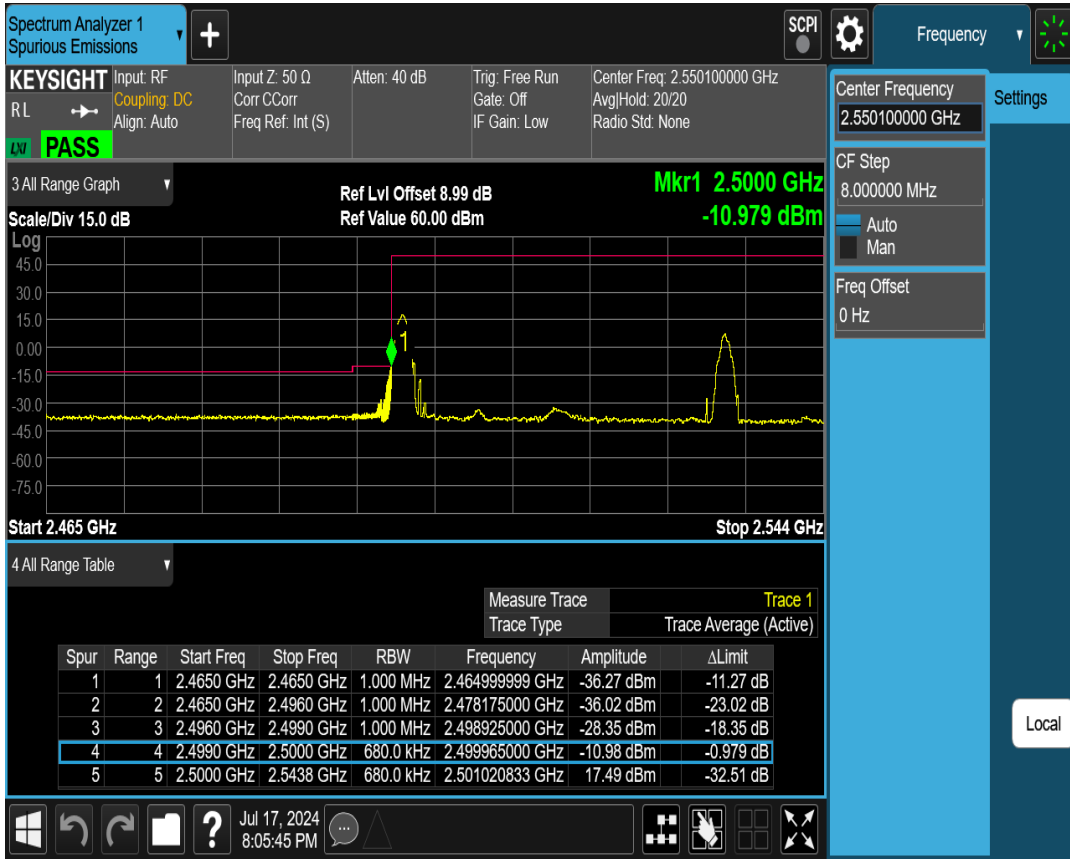 Spectrum Analyzer 1
Spurious Emissions
+
SCPI
Frequency
KEYSIGHT
RL
LXI
PASS
Input: RF
Coupling: DC
Align: Auto
Input Z: 50 Ω
Corr CCorr
Freq Ref: Int (S)
Atten: 40 dB
Trig: Free Run
Gate: Off
IF Gain: Low
Center Freq: 2.550100000 GHz
Avg|Hold: 20/20
Radio Std: None
Center Frequency
2.550100000 GHz
Settings
CF Step
8.000000 MHz
Auto
Man
Freq Offset
0 Hz
Local
3 All Range Graph
Ref Lvl Offset 8.99 dB
Mkr1 2.5000 GHz
Scale/Div 15.0 dB
Ref Value 60.00 dBm
-10.979 dBm
Log
45.0
30.0
15.0
0.00
-15.0
-30.0
-45.0
-60.0
-75.0
1
Start 2.465 GHz
Stop 2.544 GHz
4 All Range Table
Measure Trace Trace 1
Trace Type Trace Average (Active)
Spur Range Start Freq Stop Freq RBW Frequency Amplitude ΔLimit
1 1 2.4650 GHz 2.4650 GHz 1.000 MHz 2.464999999 GHz -36.27 dBm -11.27 dB
2 2 2.4650 GHz 2.4960 GHz 1.000 MHz 2.478175000 GHz -36.02 dBm -23.02 dB
3 3 2.4960 GHz 2.4990 GHz 1.000 MHz 2.498925000 GHz -28.35 dBm -18.35 dB
4 4 2.4990 GHz 2.5000 GHz 680.0 kHz 2.499965000 GHz -10.98 dBm -0.979 dB
5 5 2.5000 GHz 2.5438 GHz 680.0 kHz 2.501020833 GHz 17.49 dBm -32.51 dB
?
Jul 17, 2024
8:05:45 PM